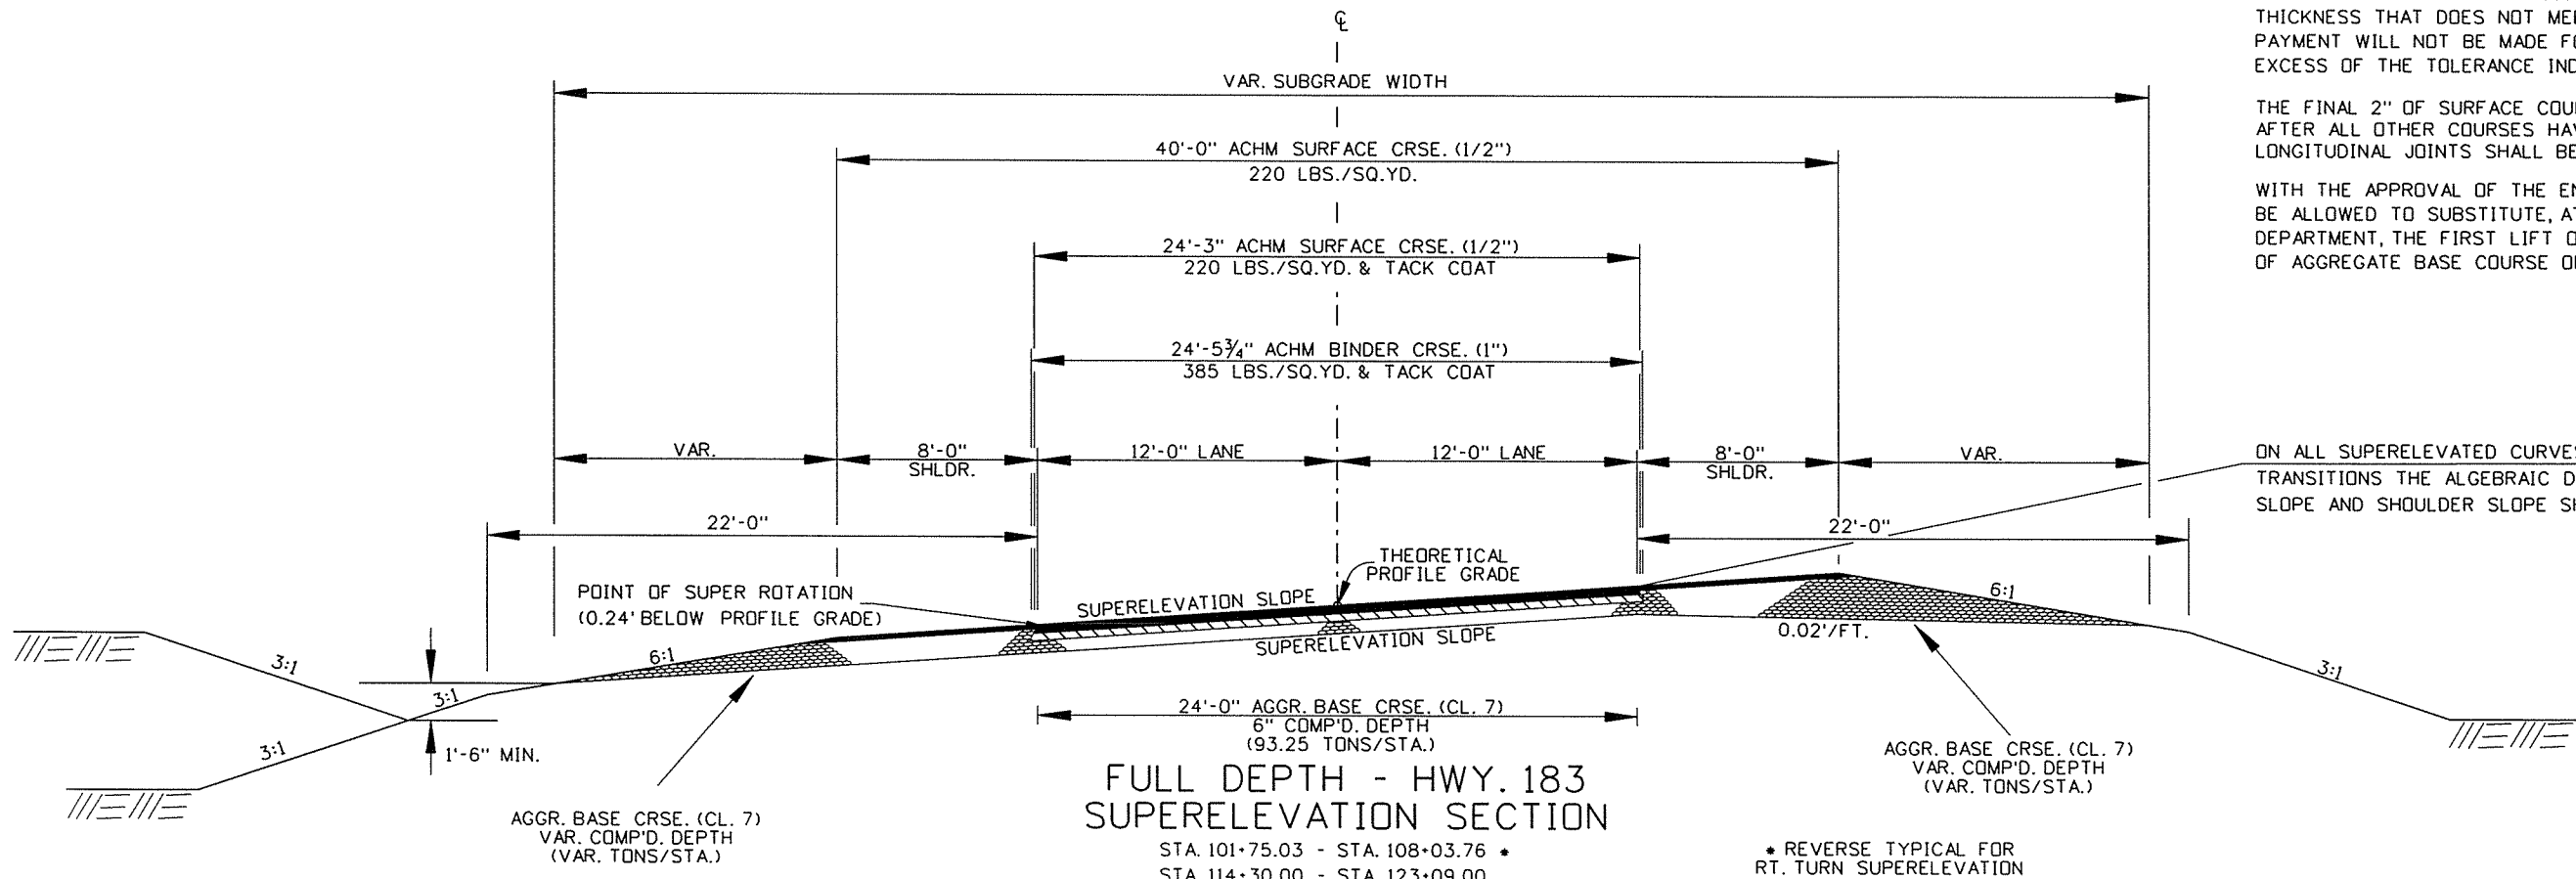 ℄
VAR. SUBGRADE WIDTH
40'-0" ACHM SURFACE CRSE. (1/2")
220 LBS./SQ.YD.
24'-3" ACHM SURFACE CRSE. (1/2")
220 LBS./SQ.YD. & TACK COAT
24'-5¾" ACHM BINDER CRSE. (1")
385 LBS./SQ.YD. & TACK COAT
VAR.
8'-0"
SHLDR.
12'-0" LANE
12'-0" LANE
8'-0"
SHLDR.
VAR.
22'-0"
22'-0"
THEORETICAL
PROFILE GRADE
POINT OF SUPER ROTATION
(0.24' BELOW PROFILE GRADE)
SUPERELEVATION SLOPE
SUPERELEVATION SLOPE
6:1
6:1
0.02'/FT.
3:1
3:1
3:1
3:1
1'-6" MIN.
24'-0" AGGR. BASE CRSE. (CL. 7)
6" COMP'D. DEPTH
(93.25 TONS/STA.)
AGGR. BASE CRSE. (CL. 7)
VAR. COMP'D. DEPTH
(VAR. TONS/STA.)
AGGR. BASE CRSE. (CL. 7)
VAR. COMP'D. DEPTH
(VAR. TONS/STA.)
FULL DEPTH - HWY. 183
SUPERELEVATION SECTION
STA. 101+75.03 - STA. 108+03.76 *
STA. 114+30.00 - STA. 123+09.00
* REVERSE TYPICAL FOR
RT. TURN SUPERELEVATION
THICKNESS THAT DOES NOT
PAYMENT WILL NOT BE MADE
EXCESS OF THE TOLERANCE
THE FINAL 2" OF SURFACE
AFTER ALL OTHER COURSES
LONGITUDINAL JOINTS SHALL BE
WITH THE APPROVAL OF THE
BE ALLOWED TO SUBSTITUTE,
DEPARTMENT, THE FIRST LIFT
OF AGGREGATE BASE COURSE
ON ALL SUPERELEVATED
TRANSITIONS THE ALGEBRAIC
SLOPE AND SHOULDER SLOPE